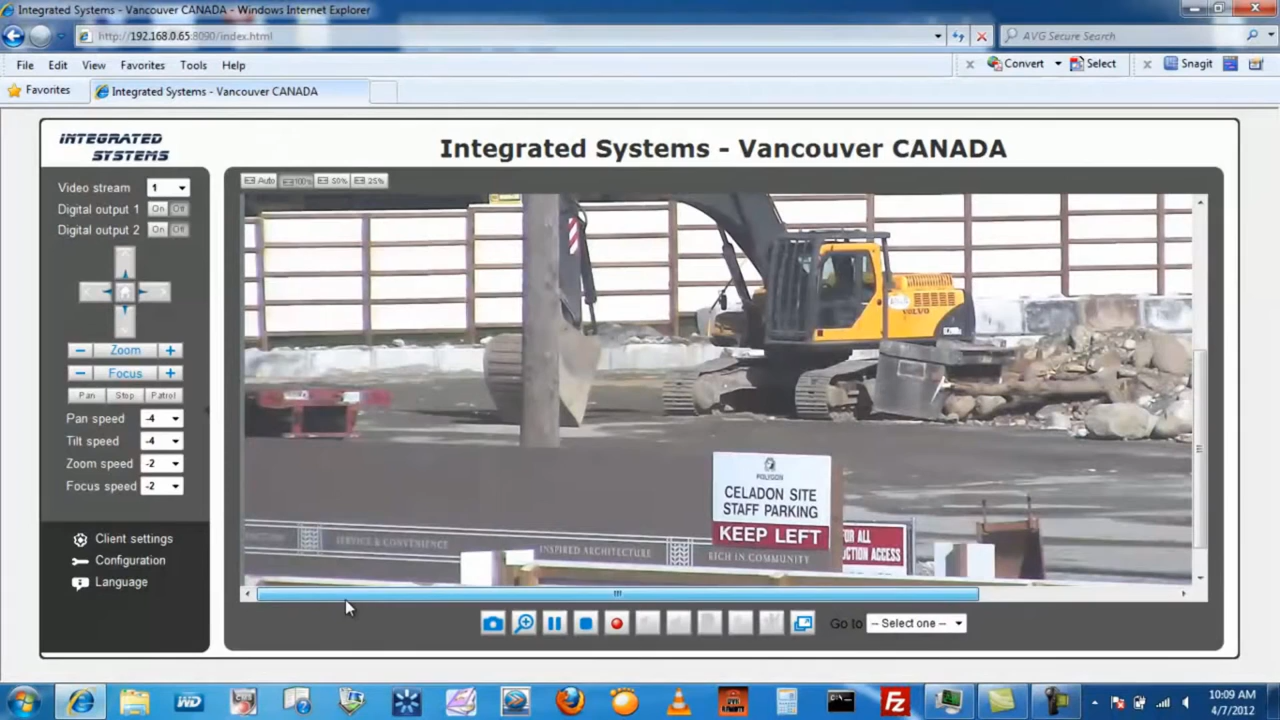 Integrated Systems - Vancouver CANADA - Windows Internet Explorer
http://192.168.0.65:8090/index.html
AVG Secure Search
File Edit View Favorites Tools Help
Convert Select
Snagit
Favorites
Integrated Systems - Vancouver CANADA
INTEGRATED
SYSTEMS
Integrated Systems - Vancouver CANADA
Auto 100% 50% 25%
Video stream 1
Digital output 1 On Off
Digital output 2 On Off
Zoom
Focus
Pan Stop Patrol
Pan speed -4
Tilt speed -4
Zoom speed -2
Focus speed -2
Client settings
Configuration
Language
VOLVO
POLYGON
CELADON SITE
STAFF PARKING
KEEP LEFT
FOR ALL
ACCESS
SERVICE & CONVENIENCE
INSPIRED ARCHITECTURE
RICH IN COMMUNITY
Go to -- Select one --
WD
Fz
10:09 AM
4/7/2012